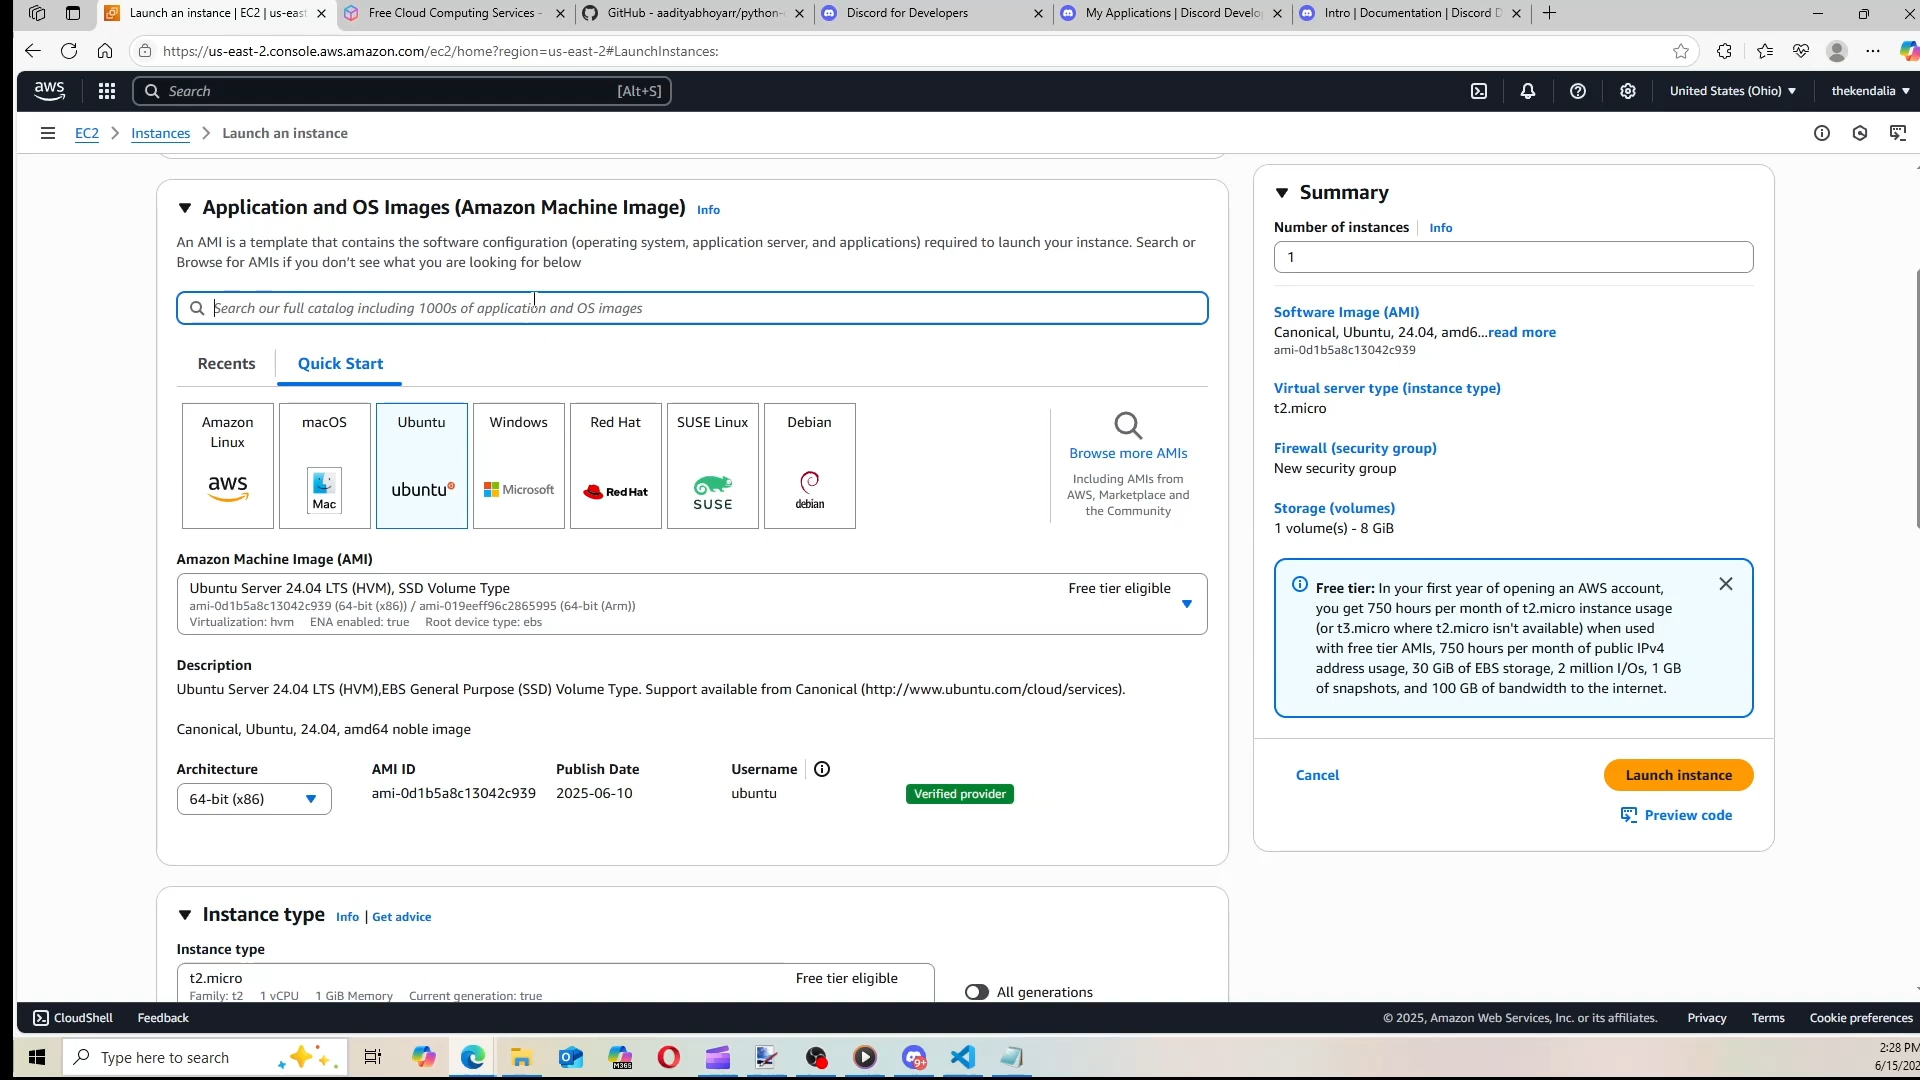 Launch an instance | EC2 | us-east
Free Cloud Computing Services -
GitHub - aadityabhoyarr/python-
Discord for Developers
My Applications | Discord Develo
Intro | Documentation | Discord D
https://us-east-2.console.aws.amazon.com/ec2/home?region=us-east-2#LaunchInstances:
aws
Search
[Alt+S]
United States (Ohio)
thekendalia
EC2
Instances
Launch an instance
Application and OS Images (Amazon Machine Image)
Info
An AMI is a template that contains the software configuration (operating system, application server, and applications) required to launch your instance. Search or
Browse for AMIs if you don't see what you are looking for below
Search our full catalog including 1000s of application and OS images
Recents
Quick Start
Amazon
Linux
aws
macOS
Mac
Ubuntu
ubuntu
Windows
Microsoft
Red Hat
Red Hat
SUSE Linux
SUSE
Debian
debian
Browse more AMIs
Including AMIs from
AWS, Marketplace and
the Community
Amazon Machine Image (AMI)
Ubuntu Server 24.04 LTS (HVM), SSD Volume Type
Free tier eligible
ami-0d1b5a8c13042c939 (64-bit (x86)) / ami-019eeff96c2865995 (64-bit (Arm))
Virtualization: hvm ENA enabled: true Root device type: ebs
Description
Ubuntu Server 24.04 LTS (HVM),EBS General Purpose (SSD) Volume Type. Support available from Canonical (http://www.ubuntu.com/cloud/services).
Canonical, Ubuntu, 24.04, amd64 noble image
Architecture
64-bit (x86)
AMI ID
ami-0d1b5a8c13042c939
Publish Date
2025-06-10
Username
ubuntu
Verified provider
Instance type
Info | Get advice
Instance type
t2.micro
Free tier eligible
Family: t2 1 vCPU 1 GiB Memory Current generation: true
All generations
Summary
Number of instances
Info
1
Software Image (AMI)
Canonical, Ubuntu, 24.04, amd6...read more
ami-0d1b5a8c13042c939
Virtual server type (instance type)
t2.micro
Firewall (security group)
New security group
Storage (volumes)
1 volume(s) - 8 GiB
Free tier: In your first year of opening an AWS account,
you get 750 hours per month of t2.micro instance usage
(or t3.micro where t2.micro isn't available) when used
with free tier AMIs, 750 hours per month of public IPv4
address usage, 30 GiB of EBS storage, 2 million I/Os, 1 GB
of snapshots, and 100 GB of bandwidth to the internet.
Cancel
Launch instance
Preview code
CloudShell
Feedback
© 2025, Amazon Web Services, Inc. or its affiliates.
Privacy
Terms
Cookie preferences
Type here to search
M365
9+
2:28 PM
6/15/202